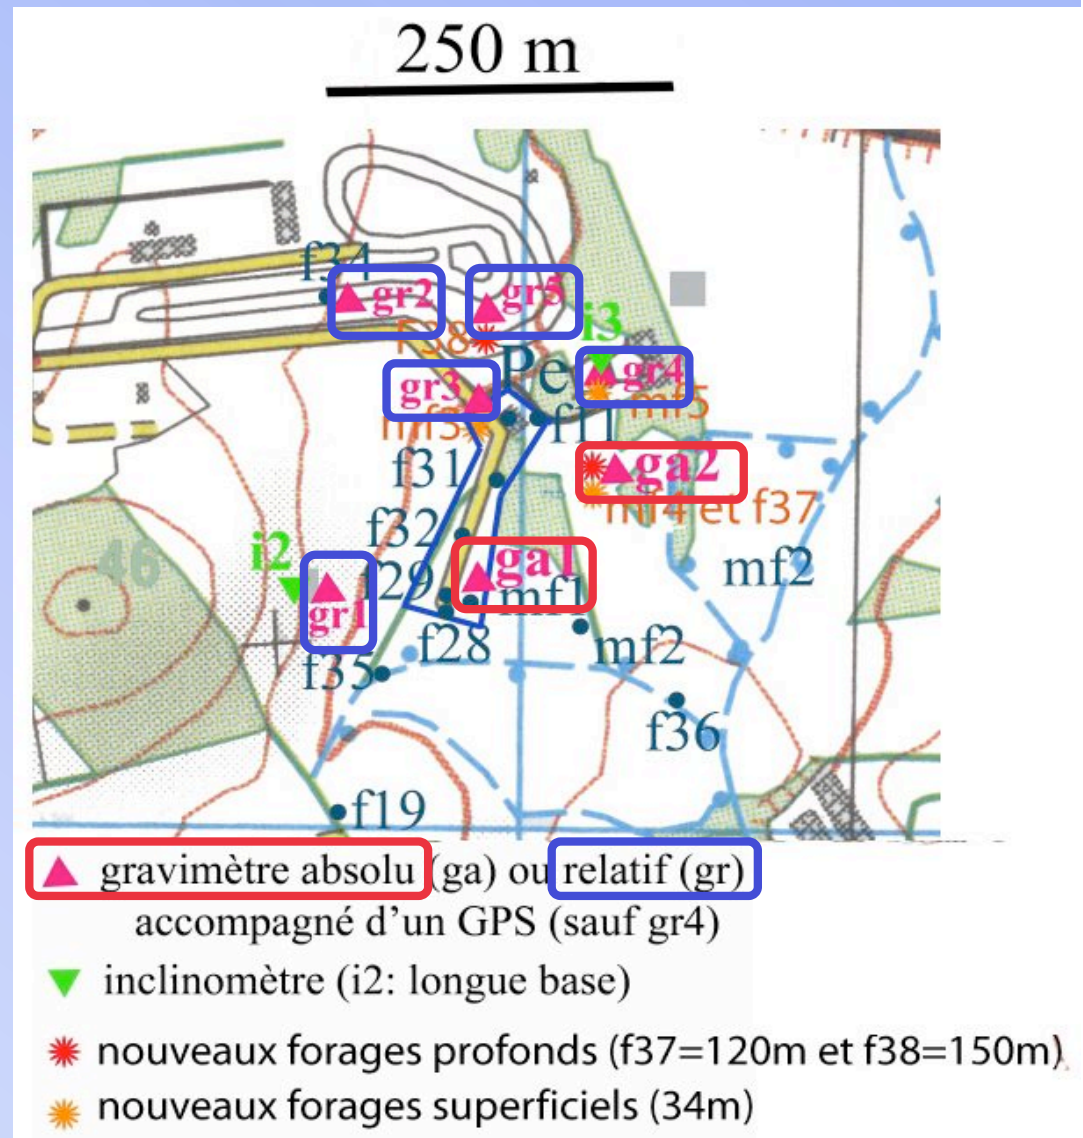 250 m
f34
gr2
gr5
i3
f38
Pe
gr4
gr3
mf5
mf3
f11
f31
ga2
mf4 et f37
f32
46
i2
ga1
mf2
f29
mf1
gr1
f28
mf2
f35
f36
f19
gravimètre absolu (ga) ou relatif (gr)
accompagné d'un GPS (sauf gr4)
inclinomètre (i2: longue base)
nouveaux forages profonds (f37=120m et f38=150m)
nouveaux forages superficiels (34m)